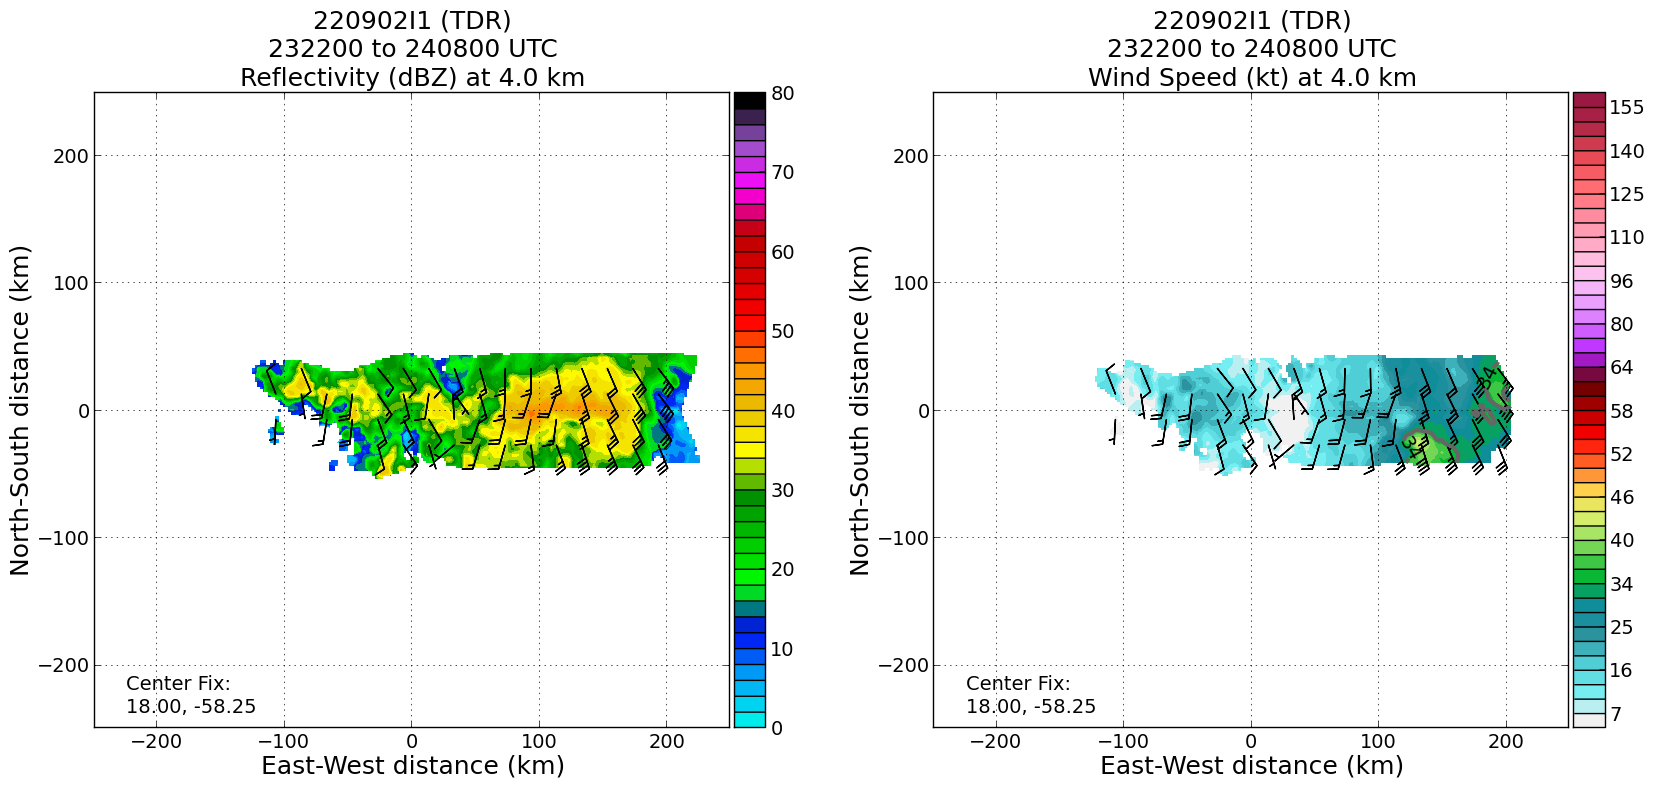 220902I1 (TDR)
232200 to 240800 UTC
Reflectivity (dBZ) at 4.0 km
North-South distance (km)
200
100
0
−100
−200
Center Fix:
18.00, -58.25
−200 −100 0 100 200
East-West distance (km)
80
70
60
50
40
30
20
10
0
220902I1 (TDR)
232200 to 240800 UTC
Wind Speed (kt) at 4.0 km
North-South distance (km)
200
100
0
−100
−200
34
Center Fix:
18.00, -58.25
−200 −100 0 100 200
East-West distance (km)
155
140
125
110
96
80
64
58
52
46
40
34
25
16
7